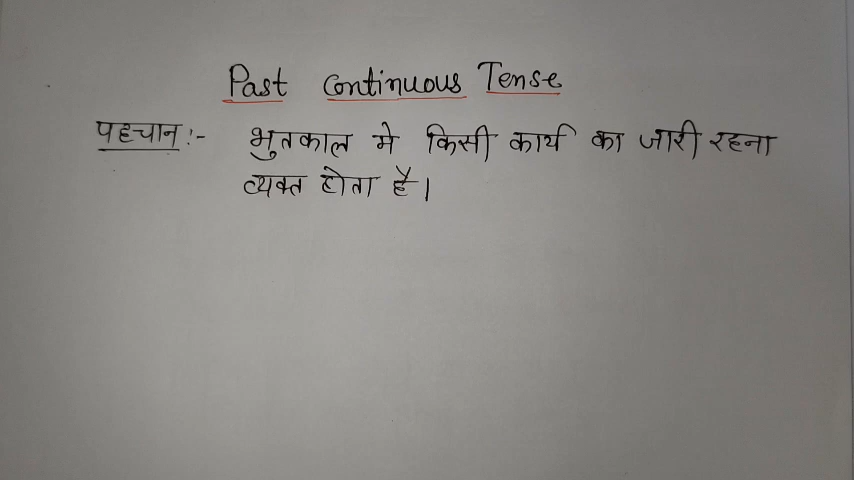 Past Continuous Tense
पहचान :- भुतकाल मे किसी कार्य का जारी रहना
व्यक्त होता है।